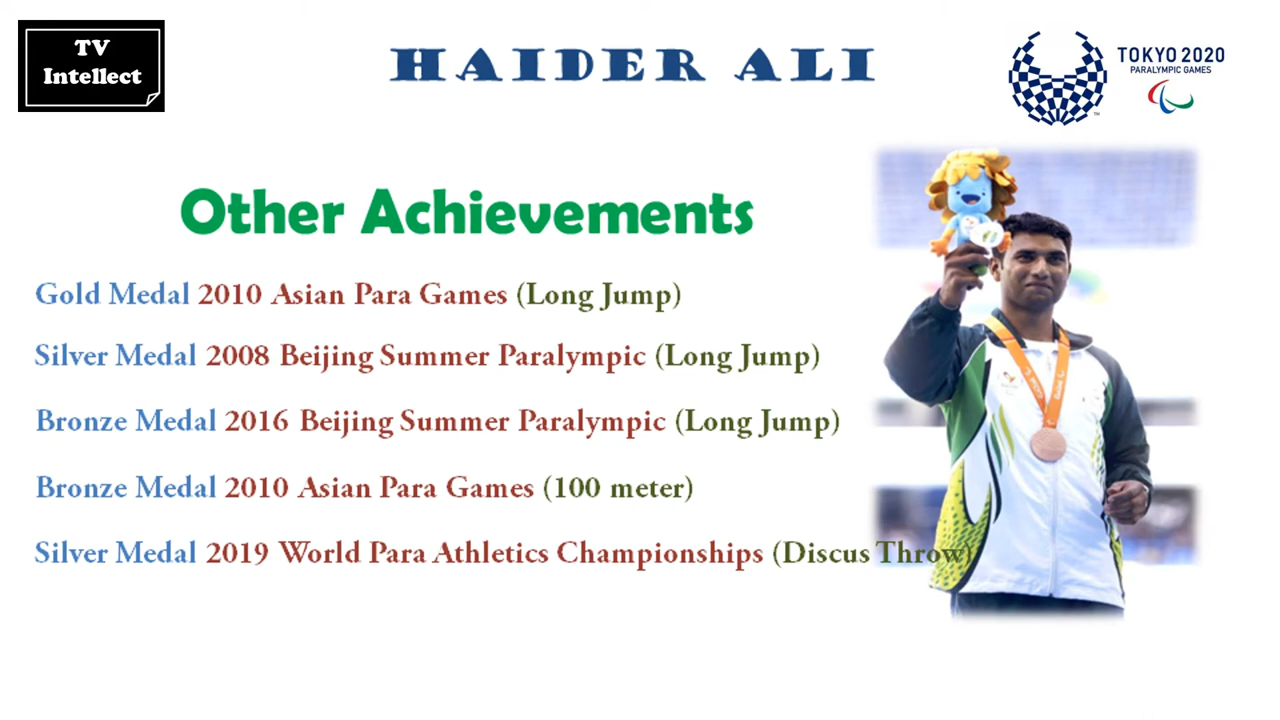 TV
Intellect
HAIDER ALI
TOKYO 2020
PARALYMPIC GAMES
TM
Other Achievements
Gold Medal 2010 Asian Para Games (Long Jump)
Silver Medal 2008 Beijing Summer Paralympic (Long Jump)
Bronze Medal 2016 Beijing Summer Paralympic (Long Jump)
Bronze Medal 2010 Asian Para Games (100 meter)
Silver Medal 2019 World Para Athletics Championships (Discus Throw)